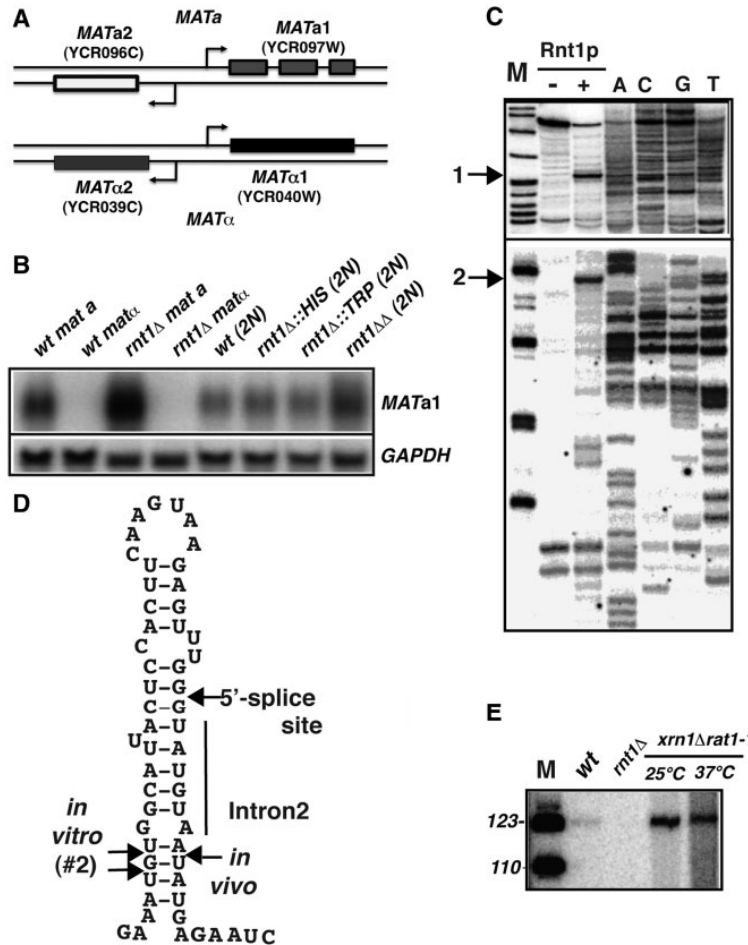 A
MATa
MATa2
(YCR096C)
MATa1
(YCR097W)
MATα2
(YCR039C)
MATα1
(YCR040W)
MATα
B
wt mat a
wt matα
rnt1Δ mat a
rnt1Δ matα
wt (2N)
rnt1Δ::HIS (2N)
rnt1Δ::TRP (2N)
rnt1ΔΔ (2N)
MATa1
GAPDH
C
Rnt1p
M - + A C G T
1
2
D
G U
A A
A A
C
U–G
U–A
C–G
A–U
C U
U
C–G
U–G
C–G
A–U
U
U–A
A–U
C–G
G–U
G A
U–A
G–U
U–A
A U
A G
GA AGAAUC
5'-splice
site
Intron2
in
vitro
(#2)
in
vivo
E
M wt rnt1Δ xrn1Δrat1-1
25°C 37°C
123-
110-